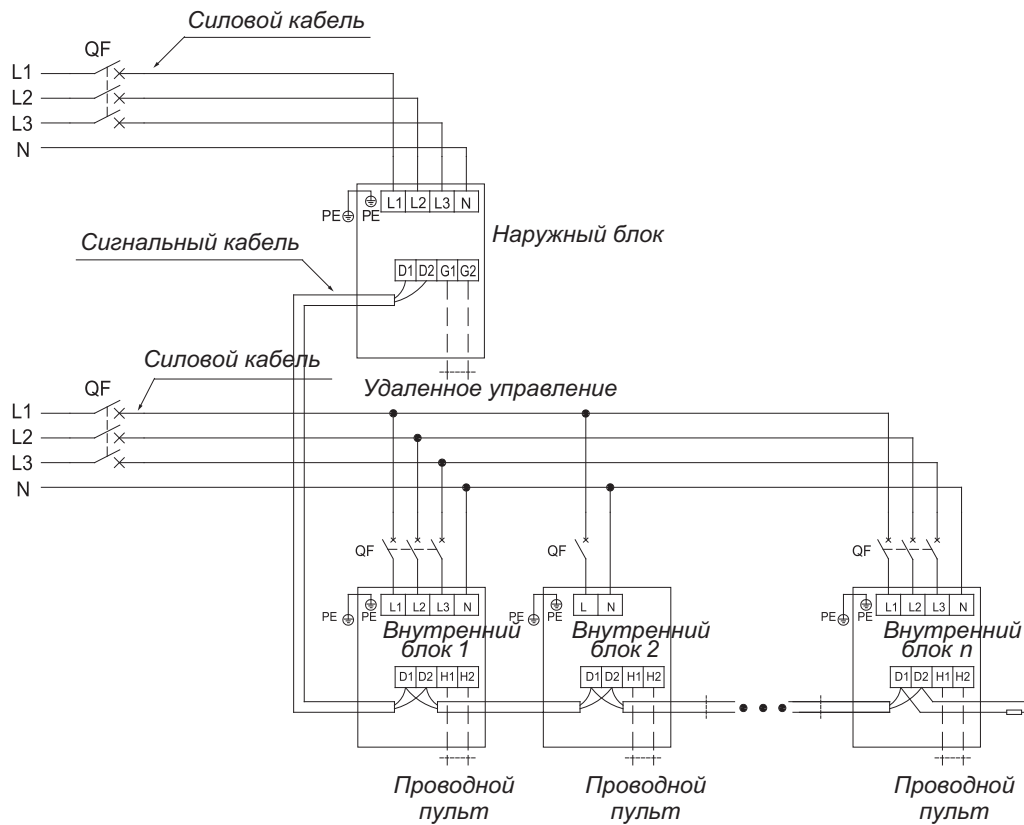 Силовой кабель
QF
L1
L2
L3
N
PE PE L1 L2 L3 N
Наружный блок
Сигнальный кабель
D1 D2 G1 G2
Силовой кабель
Удаленное управление
QF
L1
L2
L3
N
QF QF QF
PE PE L1 L2 L3 N
Внутренний
блок 1
D1 D2 H1 H2
PE PE L N
Внутренний
блок 2
D1 D2 H1 H2
PE PE L1 L2 L3 N
Внутренний
блок n
D1 D2 H1 H2
Проводной
пульт
Проводной
пульт
Проводной
пульт